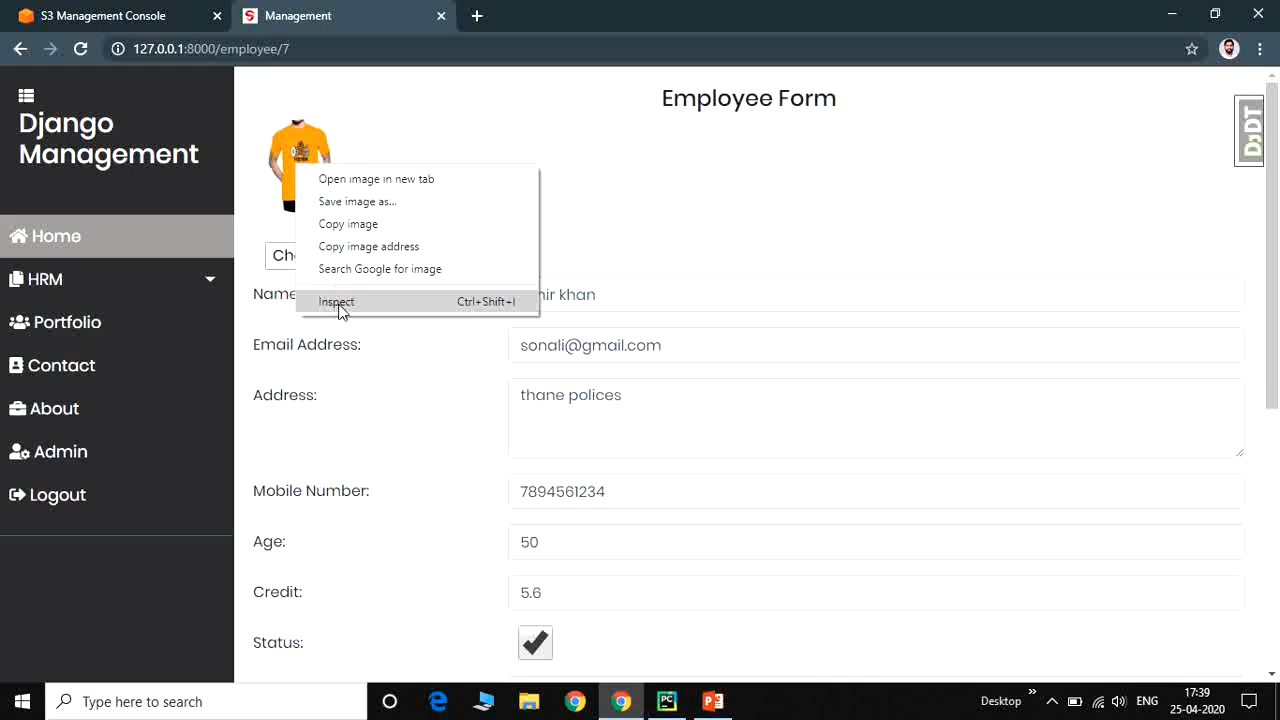 S3 Management Console
Management
127.0.0.1:8000/employee/7
Django
Management
Home
HRM
Portfolio
Contact
About
Admin
Logout
Employee Form
DjDT
Open image in new tab
Save image as...
Copy image
Copy image address
Search Google for image
Inspect Ctrl+Shift+I
Name
khan
Email Address: sonali@gmail.com
Address: thane polices
Mobile Number: 7894561234
Age: 50
Credit: 5.6
Status:
Type here to search
Desktop
ENG
17:39
25-04-2020